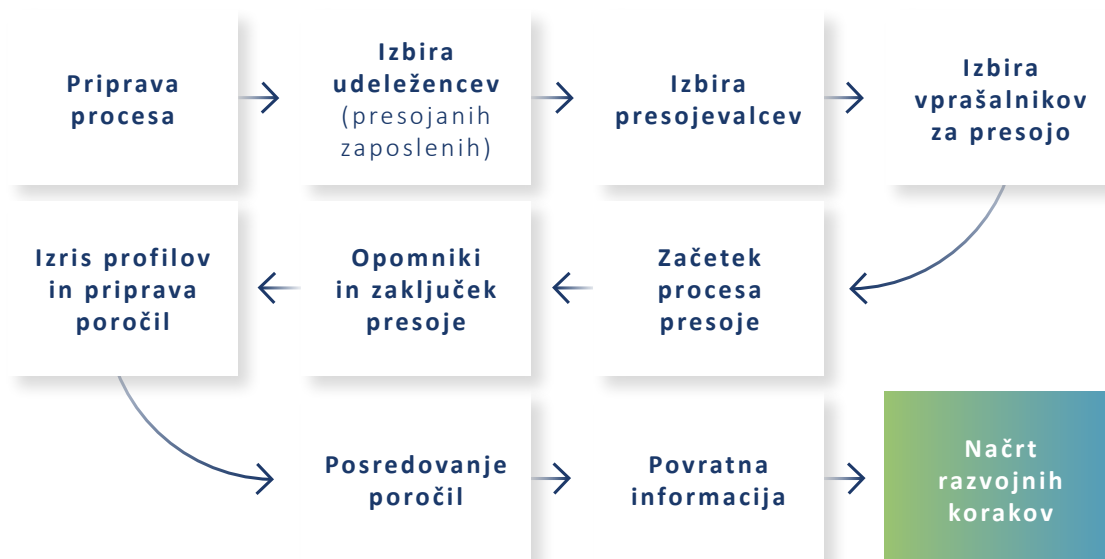 Priprava
procesa
Izbira
udeležencev
(presojanih
zaposlenih)
Izbira
presojevalcev
Izbira
vprašalnikov
za presojo
Začetek
procesa
presoje
Opomniki
in zaključek
presoje
Izris profilov
in priprava
poročil
Posredovanje
poročil
Povratna
informacija
Načrt
razvojnih
korakov